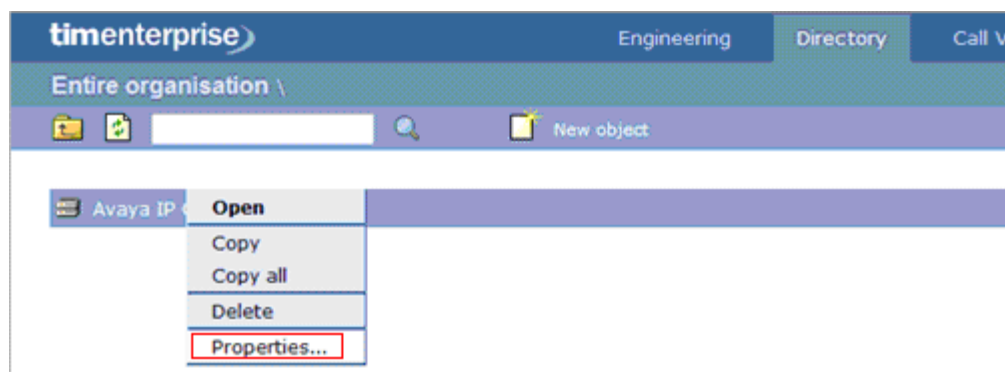 timenterprise
Engineering Directory Call
Entire organisation \
New object
Avaya IP
Open
Copy
Copy all
Delete
Properties...